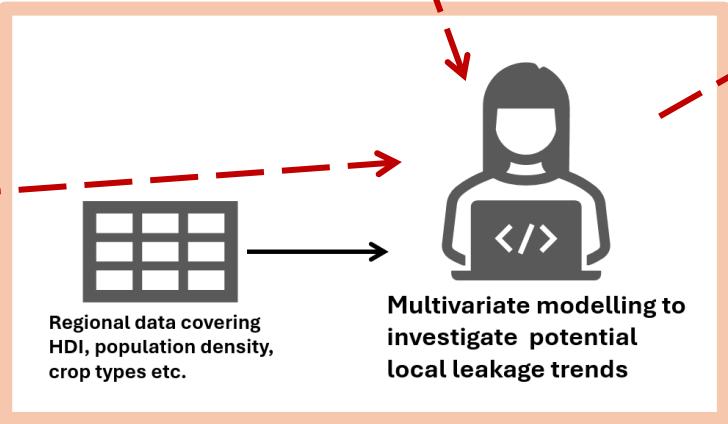 </>
Regional data covering
HDI, population density,
crop types etc.
Multivariate modelling to
investigate potential
local leakage trends